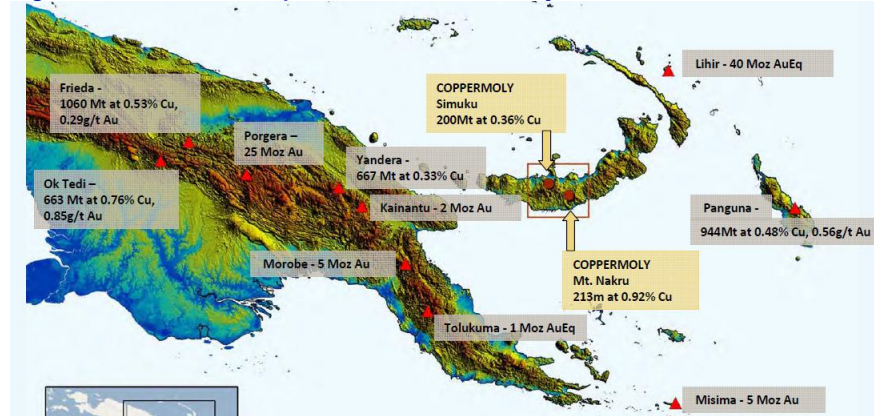 Lihir - 40 Moz AuEq
Frieda -
1060 Mt at 0.53% Cu,
0.29g/t Au
COPPERMOLY
Simuku
200Mt at 0.36% Cu
Porgera –
25 Moz Au
Yandera -
667 Mt at 0.33% Cu
Ok Tedi –
663 Mt at 0.76% Cu,
0.85g/t Au
Kainantu - 2 Moz Au
Panguna -
944Mt at 0.48% Cu, 0.56g/t Au
Morobe - 5 Moz Au
COPPERMOLY
Mt. Nakru
213m at 0.92% Cu
Tolukuma - 1 Moz AuEq
Misima - 5 Moz Au